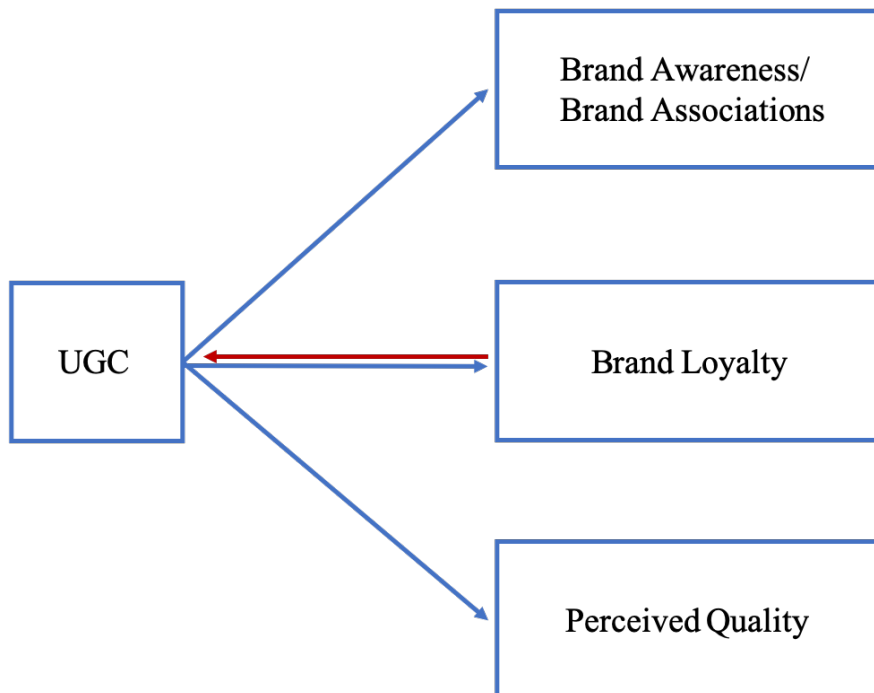 Brand Awareness/
Brand Associations
UGC
Brand Loyalty
Perceived Quality